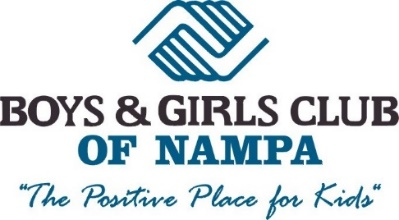 BOYS & GIRLS CLUB
OF NAMPA
"The Positive Place for Kids"